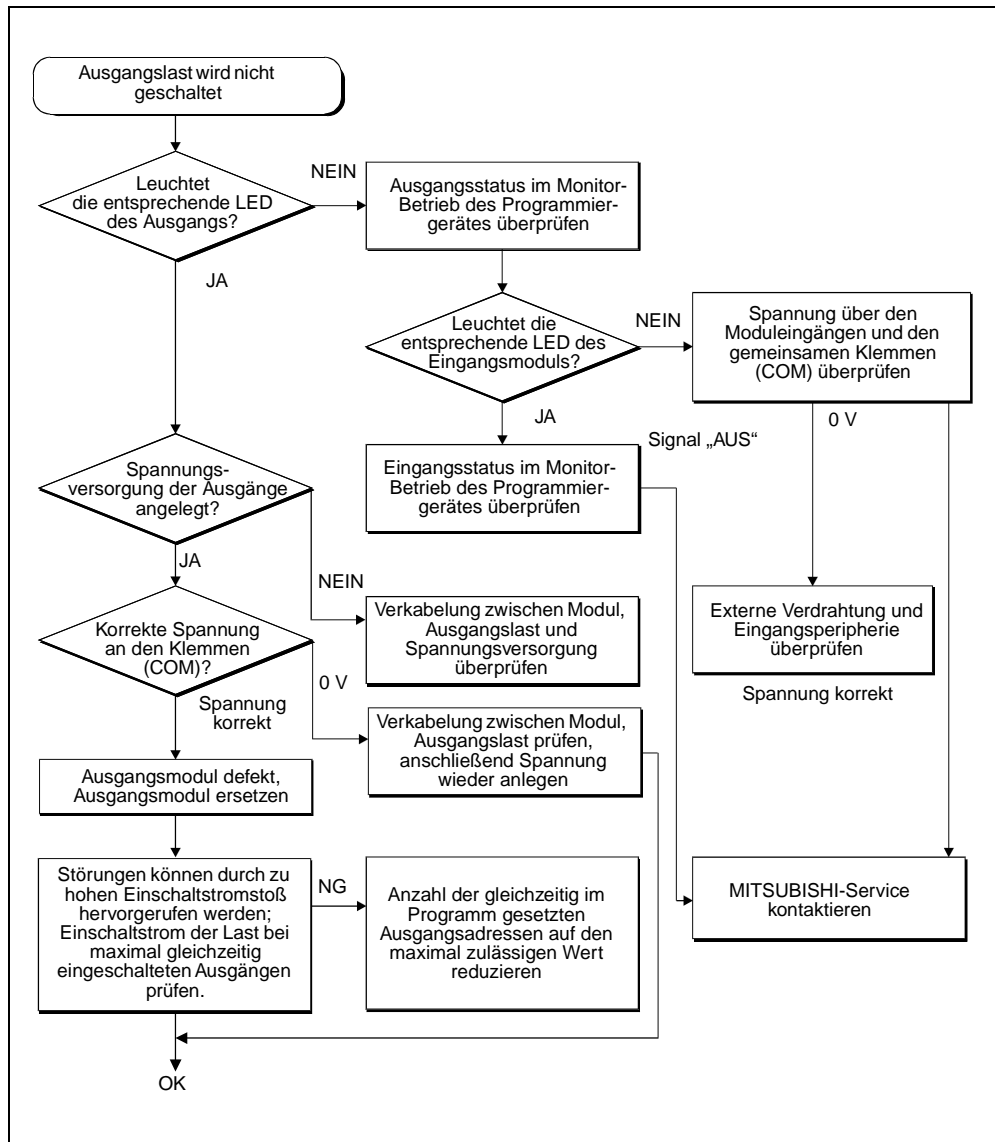 Ausgangslast wird nicht
geschaltet
Leuchtet
die entsprechende LED
des Ausgangs?
NEIN
Ausgangsstatus im Monitor-
Betrieb des Programmier-
gerätes überprüfen
JA
Leuchtet die
entsprechende LED des
Eingangsmoduls?
NEIN
Spannung über den
Moduleingängen und den
gemeinsamen Klemmen
(COM) überprüfen
JA
0 V
Signal „AUS“
Spannungs-
versorgung der Ausgänge
angelegt?
Eingangsstatus im Monitor-
Betrieb des Programmier-
gerätes überprüfen
JA
NEIN
Korrekte Spannung
an den Klemmen
(COM)?
Verkabelung zwischen Modul,
Ausgangslast und
Spannungsversorgung
überprüfen
Externe Verdrahtung und
Eingangsperipherie
überprüfen
0 V
Spannung
korrekt
Spannung korrekt
Verkabelung zwischen Modul,
Ausgangslast prüfen,
anschließend Spannung
wieder anlegen
Ausgangsmodul defekt,
Ausgangsmodul ersetzen
Störungen können durch zu
hohen Einschaltstromstoß
hervorgerufen werden;
Einschaltstrom der Last bei
maximal gleichzeitig
eingeschalteten Ausgängen
prüfen.
NG
Anzahl der gleichzeitig im
Programm gesetzten
Ausgangsadressen auf den
maximal zulässigen Wert
reduzieren
MITSUBISHI-Service
kontaktieren
OK